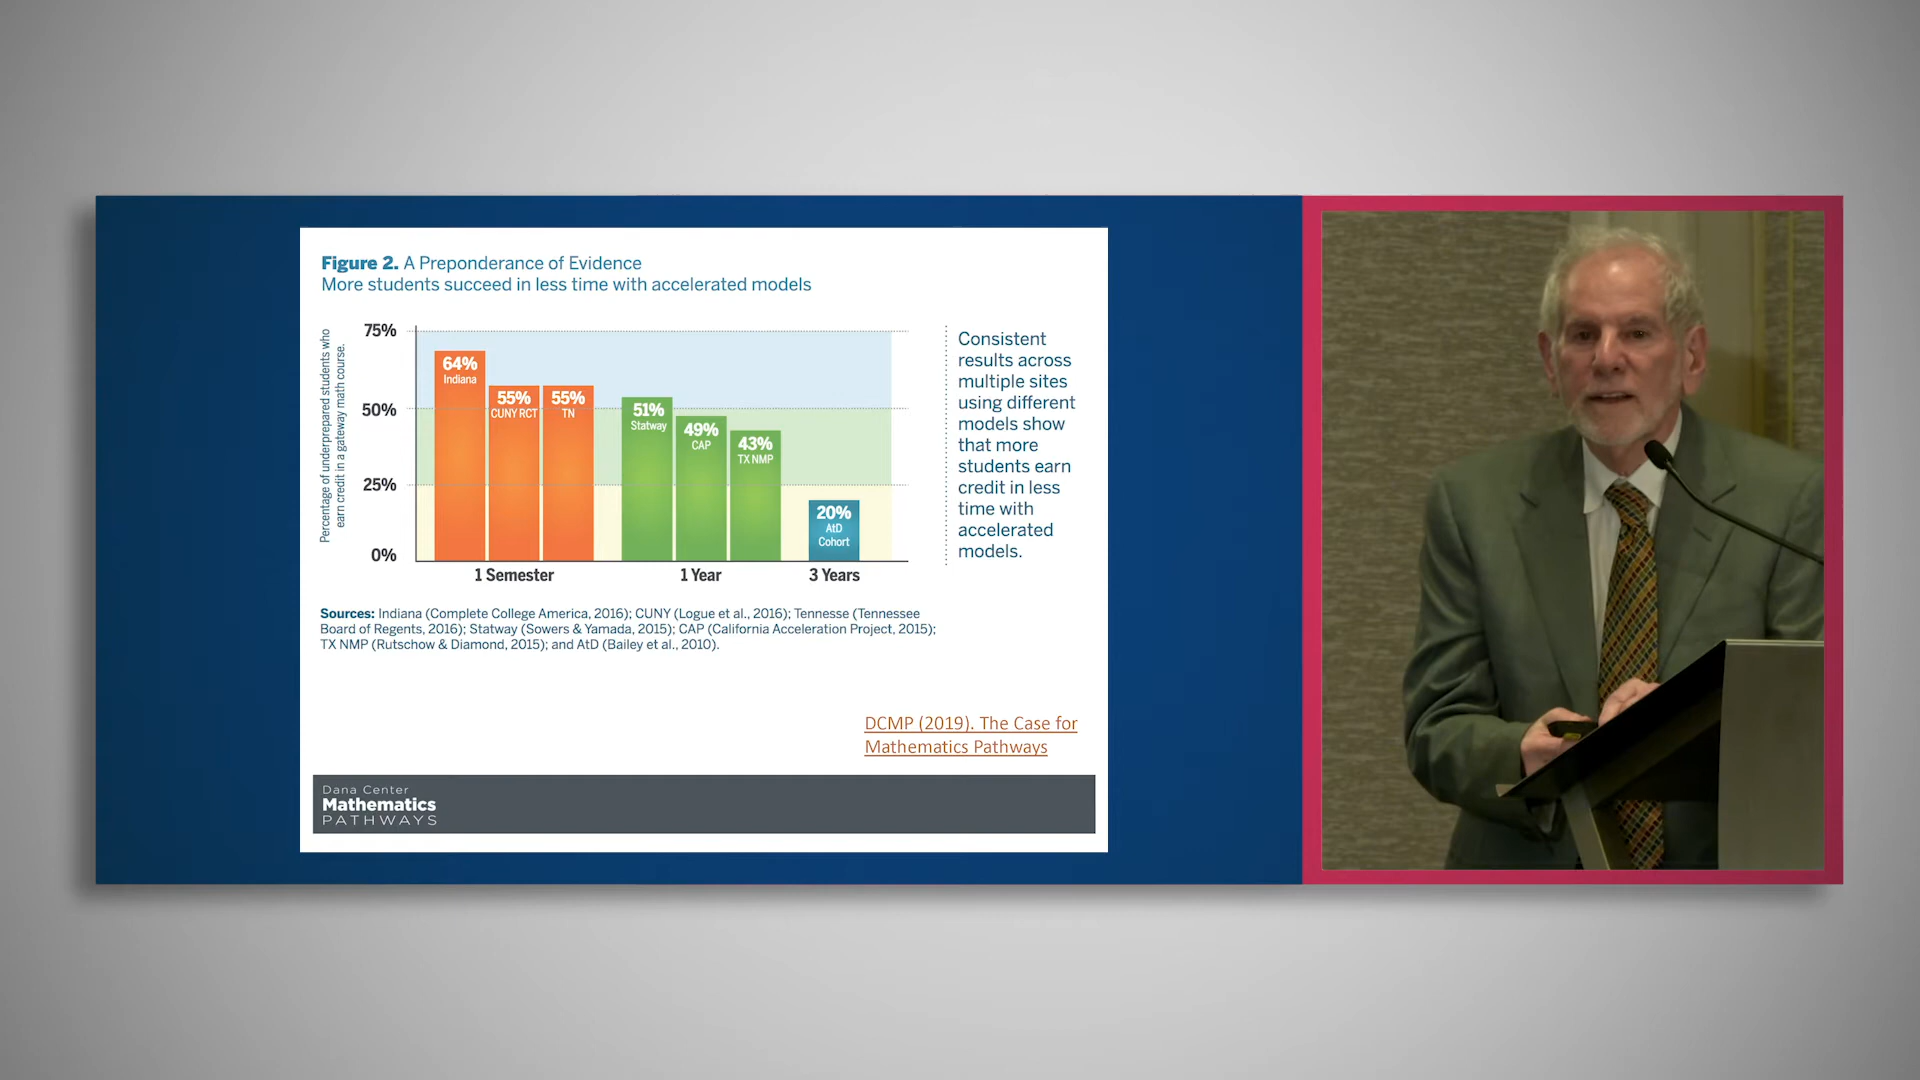 Figure 2. A Preponderance of Evidence
More students succeed in less time with accelerated models
Percentage of underprepared students who
earn credit in a gateway math course.
75%
50%
25%
0%
64%
Indiana
55%
CUNY RCT
55%
TN
51%
Statway
49%
CAP
43%
TX NMP
20%
AtD
Cohort
1 Semester
1 Year
3 Years
Consistent
results across
multiple sites
using different
models show
that more
students earn
credit in less
time with
accelerated
models.
Sources: Indiana (Complete College America, 2016); CUNY (Logue et al., 2016); Tennesse (Tennessee
Board of Regents, 2016); Statway (Sowers & Yamada, 2015); CAP (California Acceleration Project, 2015);
TX NMP (Rutschow & Diamond, 2015); and AtD (Bailey et al., 2010).
DCMP (2019). The Case for
Mathematics Pathways
Dana Center
Mathematics
PATHWAYS